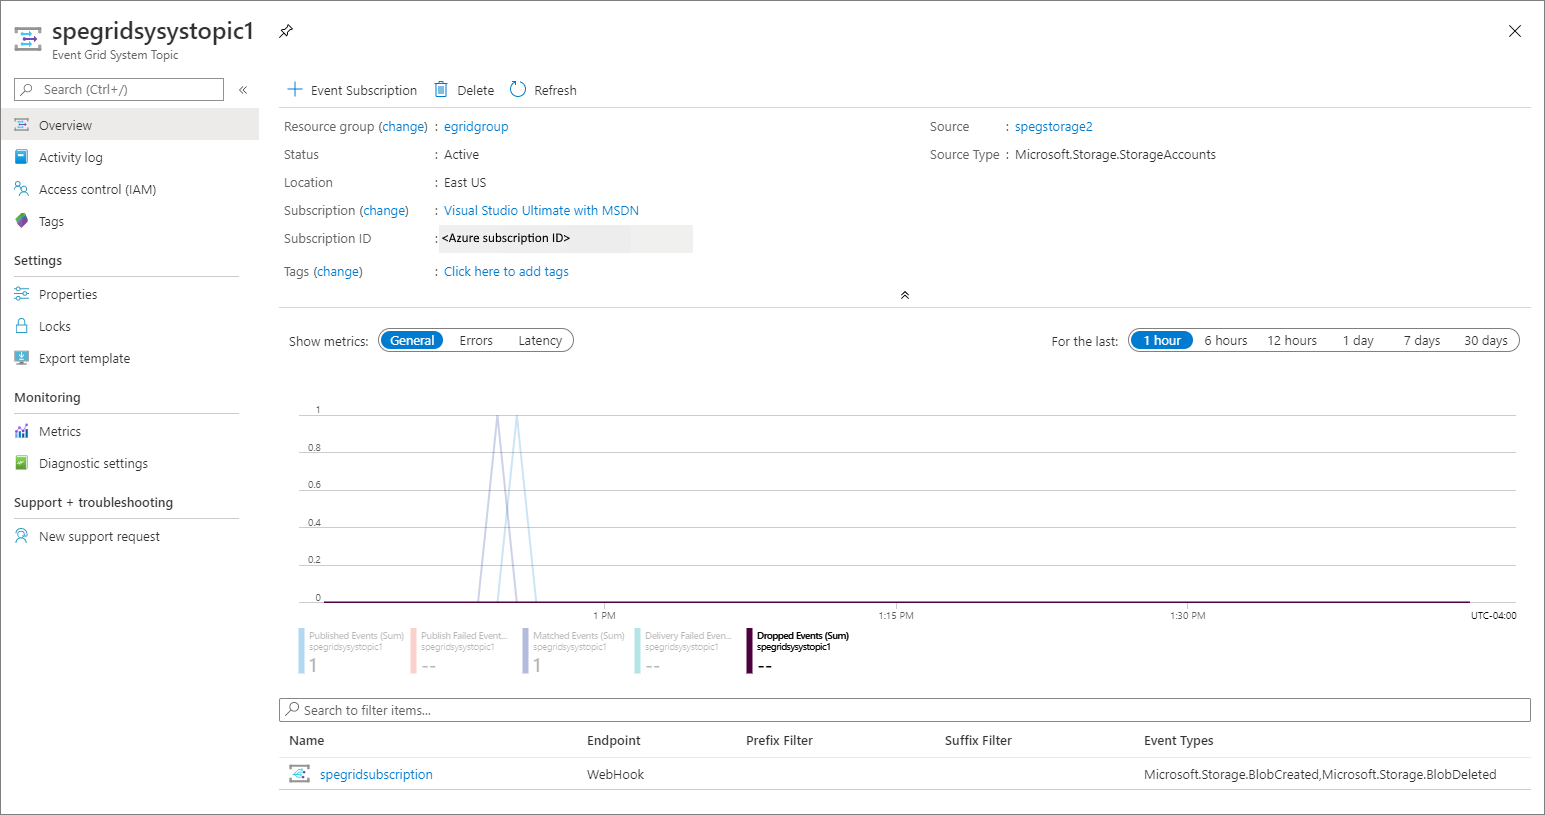 spegridsysystopic1
Event Grid System Topic
Search (Ctrl+/)
«
Overview
Activity log
Access control (IAM)
Tags
Settings
Properties
Locks
Export template
Monitoring
Metrics
Diagnostic settings
Support + troubleshooting
New support request
Event Subscription Delete Refresh
Resource group (change) : egridgroup
Status : Active
Location : East US
Subscription (change) : Visual Studio Ultimate with MSDN
Subscription ID : <Azure subscription ID>
Tags (change) : Click here to add tags
Source : spegstorage2
Source Type : Microsoft.Storage.StorageAccounts
Show metrics: General Errors Latency
For the last: 1 hour 6 hours 12 hours 1 day 7 days 30 days
1
0.8
0.6
0.4
0.2
0
1 PM 1:15 PM 1:30 PM UTC-04:00
Published Events (Sum)
spegridsysystopic1
1
Publish Failed Event...
spegridsysystopic1
--
Matched Events (Sum)
spegridsysystopic1
1
Delivery Failed Even...
spegridsysystopic1
--
Dropped Events (Sum)
spegridsysystopic1
--
Search to filter items...
Name Endpoint Prefix Filter Suffix Filter Event Types
spegridsubscription WebHook Microsoft.Storage.BlobCreated,Microsoft.Storage.BlobDeleted